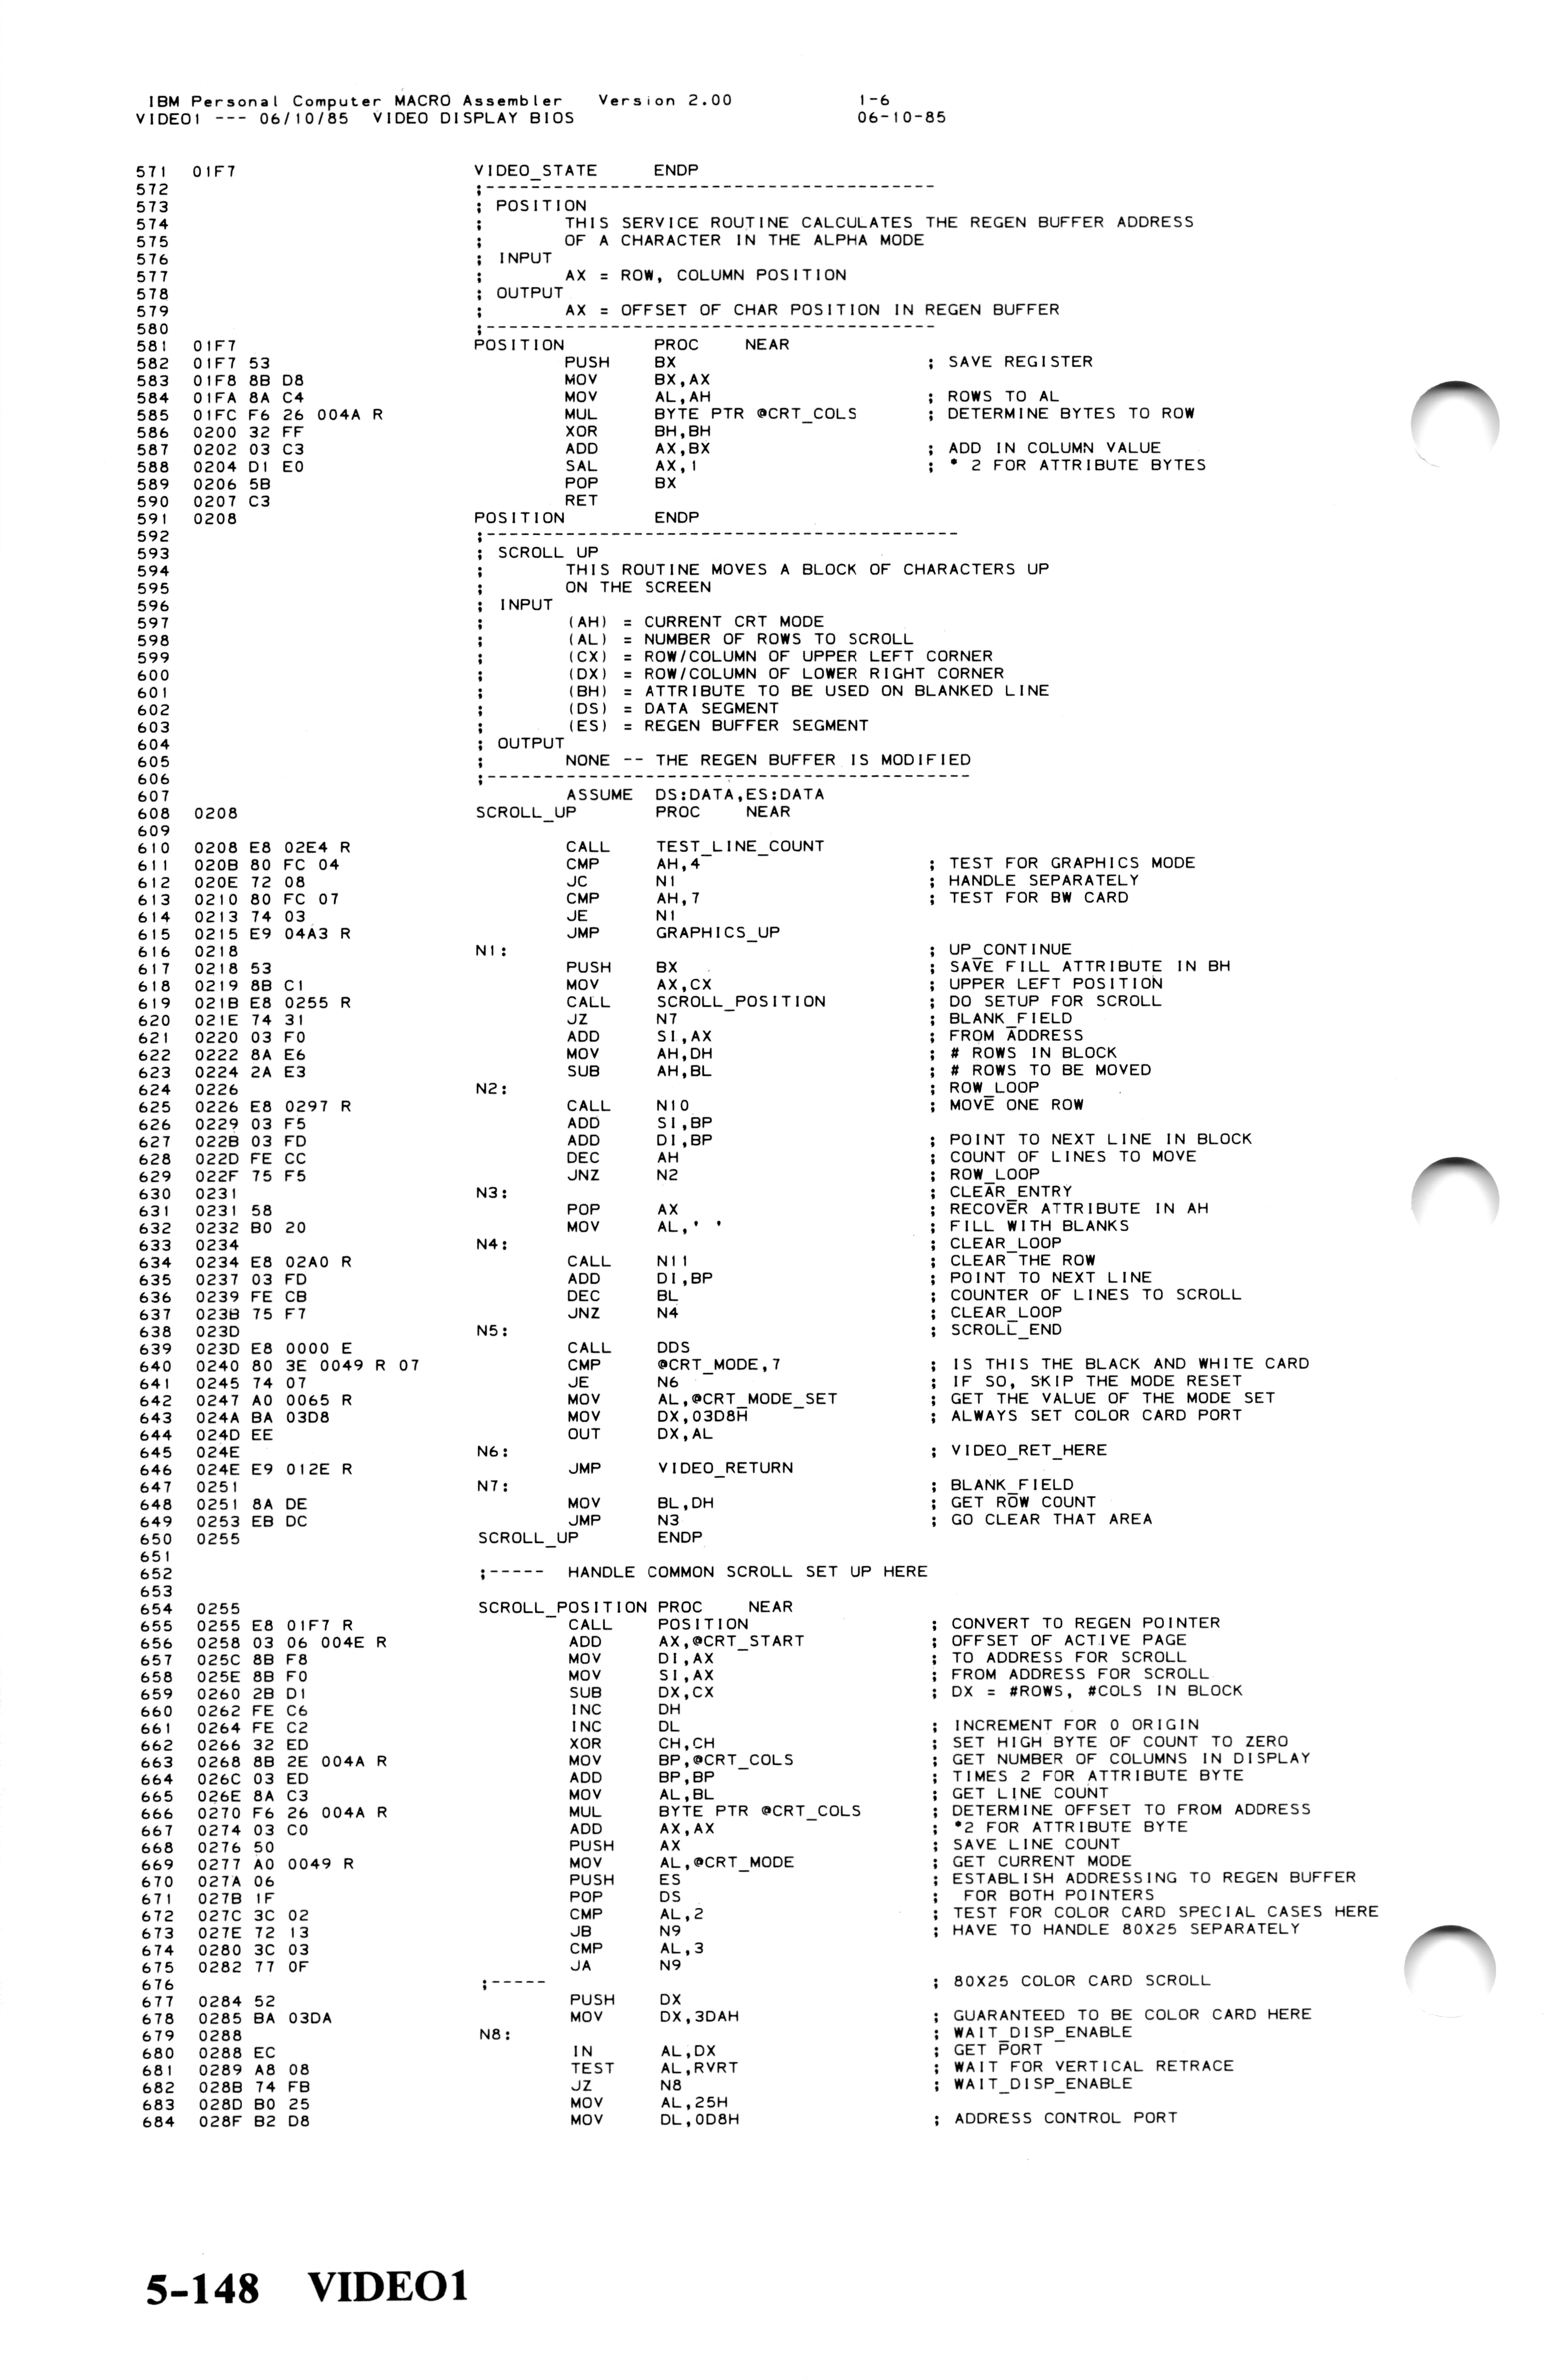 IBM Personal Computer MACRO Assembler   Version 2.00   1-6
VIDEO1 --- 06/10/85  VIDEO DISPLAY BIOS   06-10-85
571  01F7   VIDEO_STATE   ENDP
572   ;----------------------------------------
573   ; POSITION
574   ;   THIS SERVICE ROUTINE CALCULATES THE REGEN BUFFER ADDRESS
575   ;   OF A CHARACTER IN THE ALPHA MODE
576   ; INPUT
577   ;   AX = ROW, COLUMN POSITION
578   ; OUTPUT
579   ;   AX = OFFSET OF CHAR POSITION IN REGEN BUFFER
580   ;----------------------------------------
581  01F7   POSITION   PROC   NEAR
582  01F7 53   PUSH   BX   ; SAVE REGISTER
583  01F8 8B D8   MOV   BX,AX
584  01FA 8A C4   MOV   AL,AH   ; ROWS TO AL
585  01FC F6 26 004A R   MUL   BYTE PTR @CRT_COLS   ; DETERMINE BYTES TO ROW
586  0200 32 FF   XOR   BH,BH
587  0202 03 C3   ADD   AX,BX   ; ADD IN COLUMN VALUE
588  0204 D1 E0   SAL   AX,1   ; * 2 FOR ATTRIBUTE BYTES
589  0206 5B   POP   BX
590  0207 C3   RET
591  0208   POSITION   ENDP
592   ;------------------------------------------
593   ; SCROLL UP
594   ;   THIS ROUTINE MOVES A BLOCK OF CHARACTERS UP
595   ;   ON THE SCREEN
596   ; INPUT
597   ;   (AH) = CURRENT CRT MODE
598   ;   (AL) = NUMBER OF ROWS TO SCROLL
599   ;   (CX) = ROW/COLUMN OF UPPER LEFT CORNER
600   ;   (DX) = ROW/COLUMN OF LOWER RIGHT CORNER
601   ;   (BH) = ATTRIBUTE TO BE USED ON BLANKED LINE
602   ;   (DS) = DATA SEGMENT
603   ;   (ES) = REGEN BUFFER SEGMENT
604   ; OUTPUT
605   ;   NONE -- THE REGEN BUFFER IS MODIFIED
606   ;-------------------------------------------
607   ASSUME   DS:DATA,ES:DATA
608  0208   SCROLL_UP   PROC   NEAR
609
610  0208 E8 02E4 R   CALL   TEST_LINE_COUNT
611  020B 80 FC 04   CMP   AH,4   ; TEST FOR GRAPHICS MODE
612  020E 72 08   JC   N1   ; HANDLE SEPARATELY
613  0210 80 FC 07   CMP   AH,7   ; TEST FOR BW CARD
614  0213 74 03   JE   N1
615  0215 E9 04A3 R   JMP   GRAPHICS_UP
616  0218   N1:   ; UP_CONTINUE
617  0218 53   PUSH   BX   ; SAVE FILL ATTRIBUTE IN BH
618  0219 8B C1   MOV   AX,CX   ; UPPER LEFT POSITION
619  021B E8 0255 R   CALL   SCROLL_POSITION   ; DO SETUP FOR SCROLL
620  021E 74 31   JZ   N7   ; BLANK_FIELD
621  0220 03 F0   ADD   SI,AX   ; FROM ADDRESS
622  0222 8A E6   MOV   AH,DH   ; # ROWS IN BLOCK
623  0224 2A E3   SUB   AH,BL   ; # ROWS TO BE MOVED
624  0226   N2:   ; ROW_LOOP
625  0226 E8 0297 R   CALL   N10   ; MOVE ONE ROW
626  0229 03 F5   ADD   SI,BP
627  022B 03 FD   ADD   DI,BP   ; POINT TO NEXT LINE IN BLOCK
628  022D FE CC   DEC   AH   ; COUNT OF LINES TO MOVE
629  022F 75 F5   JNZ   N2   ; ROW_LOOP
630  0231   N3:   ; CLEAR_ENTRY
631  0231 58   POP   AX   ; RECOVER ATTRIBUTE IN AH
632  0232 B0 20   MOV   AL,' '   ; FILL WITH BLANKS
633  0234   N4:   ; CLEAR_LOOP
634  0234 E8 02A0 R   CALL   N11   ; CLEAR THE ROW
635  0237 03 FD   ADD   DI,BP   ; POINT TO NEXT LINE
636  0239 FE CB   DEC   BL   ; COUNTER OF LINES TO SCROLL
637  023B 75 F7   JNZ   N4   ; CLEAR_LOOP
638  023D   N5:   ; SCROLL_END
639  023D E8 0000 E   CALL   DDS
640  0240 80 3E 0049 R 07   CMP   @CRT_MODE,7   ; IS THIS THE BLACK AND WHITE CARD
641  0245 74 07   JE   N6   ; IF SO, SKIP THE MODE RESET
642  0247 A0 0065 R   MOV   AL,@CRT_MODE_SET   ; GET THE VALUE OF THE MODE SET
643  024A BA 03D8   MOV   DX,03D8H   ; ALWAYS SET COLOR CARD PORT
644  024D EE   OUT   DX,AL
645  024E   N6:   ; VIDEO_RET_HERE
646  024E E9 012E R   JMP   VIDEO_RETURN
647  0251   N7:   ; BLANK_FIELD
648  0251 8A DE   MOV   BL,DH   ; GET ROW COUNT
649  0253 EB DC   JMP   N3   ; GO CLEAR THAT AREA
650  0255   SCROLL_UP   ENDP
651
652   ;-----  HANDLE COMMON SCROLL SET UP HERE
653
654  0255   SCROLL_POSITION PROC   NEAR
655  0255 E8 01F7 R   CALL   POSITION   ; CONVERT TO REGEN POINTER
656  0258 03 06 004E R   ADD   AX,@CRT_START   ; OFFSET OF ACTIVE PAGE
657  025C 8B F8   MOV   DI,AX   ; TO ADDRESS FOR SCROLL
658  025E 8B F0   MOV   SI,AX   ; FROM ADDRESS FOR SCROLL
659  0260 2B D1   SUB   DX,CX   ; DX = #ROWS, #COLS IN BLOCK
660  0262 FE C6   INC   DH
661  0264 FE C2   INC   DL   ; INCREMENT FOR 0 ORIGIN
662  0266 32 ED   XOR   CH,CH   ; SET HIGH BYTE OF COUNT TO ZERO
663  0268 8B 2E 004A R   MOV   BP,@CRT_COLS   ; GET NUMBER OF COLUMNS IN DISPLAY
664  026C 03 ED   ADD   BP,BP   ; TIMES 2 FOR ATTRIBUTE BYTE
665  026E 8A C3   MOV   AL,BL   ; GET LINE COUNT
666  0270 F6 26 004A R   MUL   BYTE PTR @CRT_COLS   ; DETERMINE OFFSET TO FROM ADDRESS
667  0274 03 C0   ADD   AX,AX   ; *2 FOR ATTRIBUTE BYTE
668  0276 50   PUSH   AX   ; SAVE LINE COUNT
669  0277 A0 0049 R   MOV   AL,@CRT_MODE   ; GET CURRENT MODE
670  027A 06   PUSH   ES   ; ESTABLISH ADDRESSING TO REGEN BUFFER
671  027B 1F   POP   DS   ;  FOR BOTH POINTERS
672  027C 3C 02   CMP   AL,2   ; TEST FOR COLOR CARD SPECIAL CASES HERE
673  027E 72 13   JB   N9   ; HAVE TO HANDLE 80X25 SEPARATELY
674  0280 3C 03   CMP   AL,3
675  0282 77 0F   JA   N9
676   ;-----   ; 80X25 COLOR CARD SCROLL
677  0284 52   PUSH   DX
678  0285 BA 03DA   MOV   DX,3DAH   ; GUARANTEED TO BE COLOR CARD HERE
679  0288   N8:   ; WAIT_DISP_ENABLE
680  0288 EC   IN   AL,DX   ; GET PORT
681  0289 A8 08   TEST   AL,RVRT   ; WAIT FOR VERTICAL RETRACE
682  028B 74 FB   JZ   N8   ; WAIT_DISP_ENABLE
683  028D B0 25   MOV   AL,25H
684  028F B2 D8   MOV   DL,0D8H   ; ADDRESS CONTROL PORT
5-148   VIDEO1